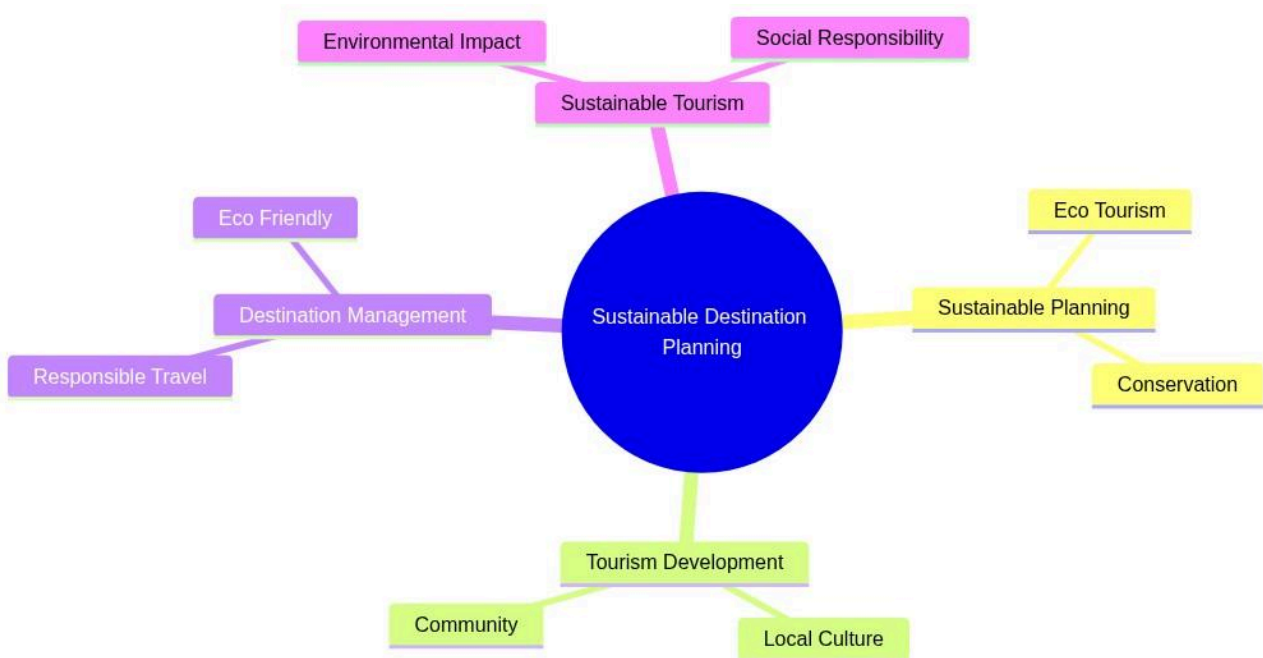 Environmental Impact
Social Responsibility
Sustainable Tourism
Eco Friendly
Eco Tourism
Destination Management
Sustainable Destination
Planning
Sustainable Planning
Responsible Travel
Conservation
Tourism Development
Community
Local Culture